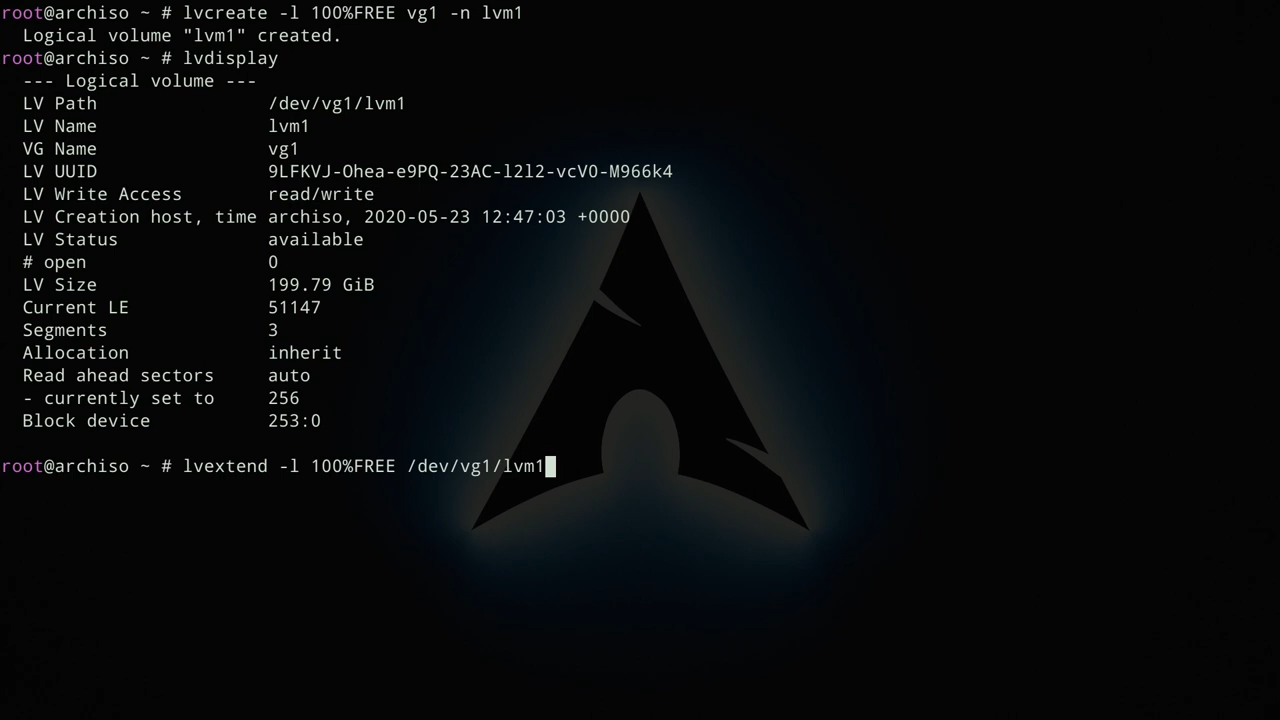 root@archiso ~ # lvcreate -l 100%FREE vg1 -n lvm1
  Logical volume "lvm1" created.
root@archiso ~ # lvdisplay
  --- Logical volume ---
  LV Path                /dev/vg1/lvm1
  LV Name                lvm1
  VG Name                vg1
  LV UUID                9LFKVJ-Ohea-e9PQ-23AC-l2l2-vcV0-M966k4
  LV Write Access        read/write
  LV Creation host, time archiso, 2020-05-23 12:47:03 +0000
  LV Status              available
  # open                 0
  LV Size                199.79 GiB
  Current LE             51147
  Segments               3
  Allocation             inherit
  Read ahead sectors     auto
  - currently set to     256
  Block device           253:0
root@archiso ~ # lvextend -l 100%FREE /dev/vg1/lvm1